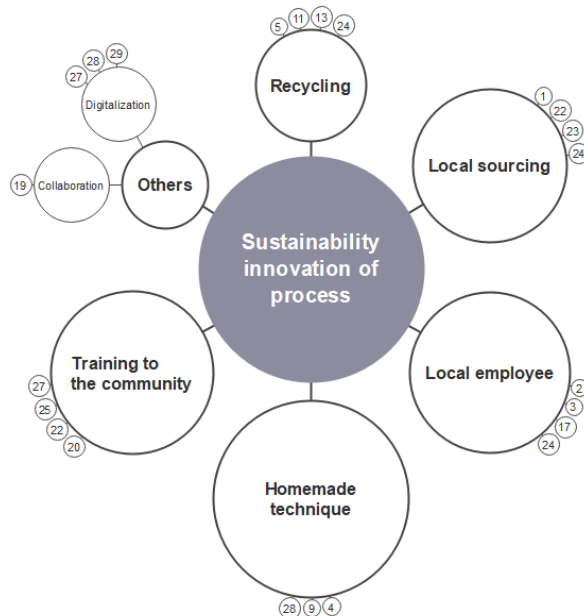 5
11
13
24
Recycling
29
28
27
Digitalization
19
Collaboration
Others
1
22
23
24
Local sourcing
Sustainability
innovation of
process
Training to
the community
27
25
22
20
Local employee
2
3
17
24
Homemade
technique
28
9
4